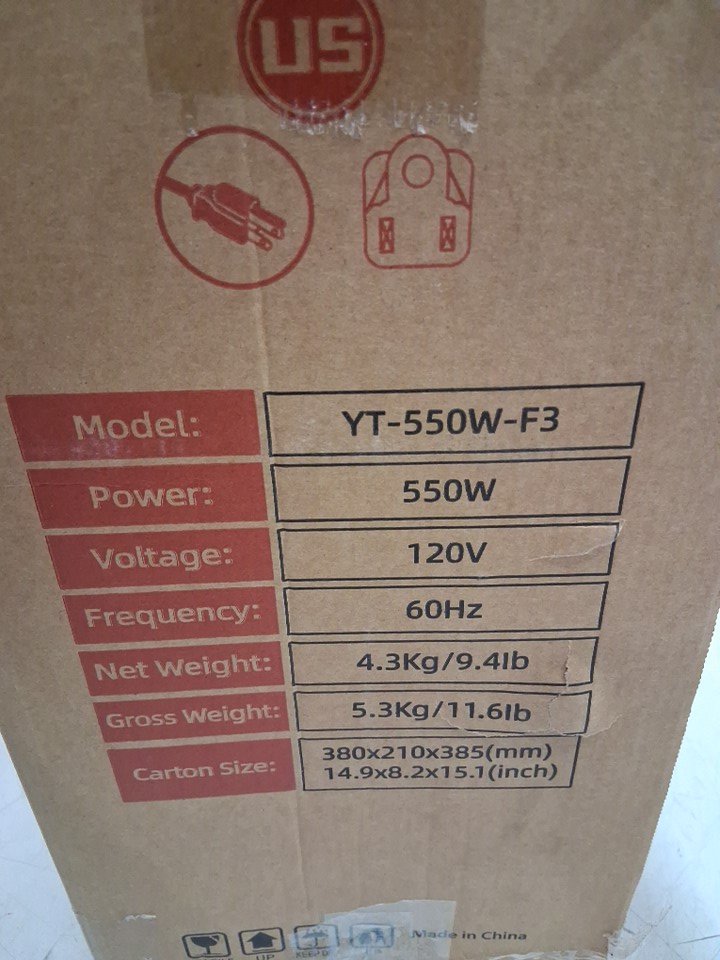 US
Model: YT-550W-F3
Power: 550W
Voltage: 120V
Frequency: 60Hz
Net Weight: 4.3Kg/9.4lb
Gross Weight: 5.3Kg/11.6lb
Carton Size: 380x210x385(mm)
14.9x8.2x15.1(inch)
Made in China
UP